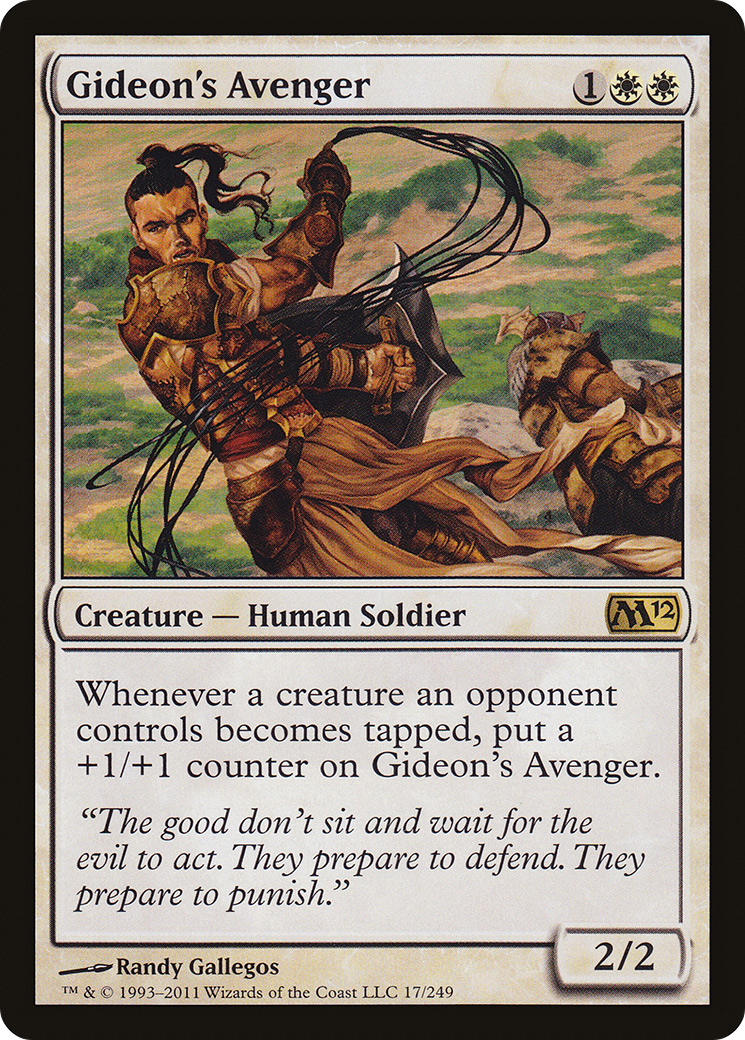 Gideon's Avenger 1
Creature — Human Soldier M12
Whenever a creature an opponent
controls becomes tapped, put a
+1/+1 counter on Gideon's Avenger.
“The good don't sit and wait for the
evil to act. They prepare to defend. They
prepare to punish.”
2/2
Randy Gallegos
™ & © 1993–2011 Wizards of the Coast LLC 17/249